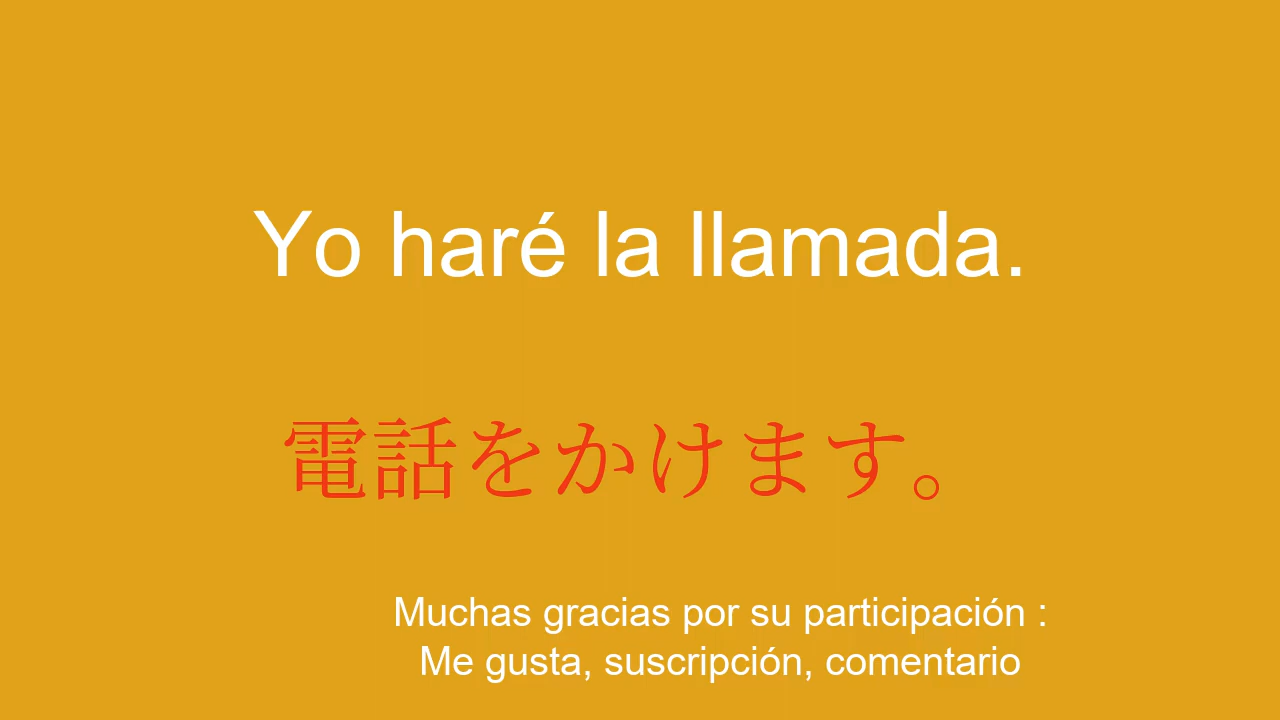 Yo haré la llamada.
電話をかけます。
Muchas gracias por su participación :
Me gusta, suscripción, comentario